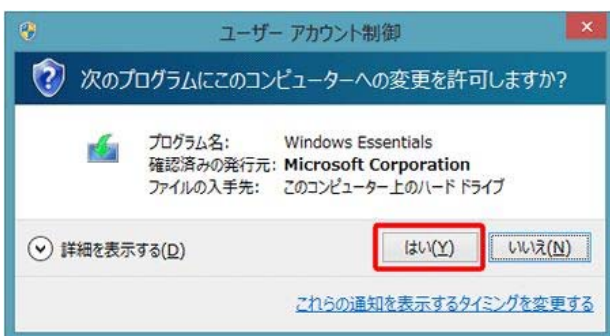 ユーザー アカウント制御
次のプログラムにこのコンピューターへの変更を許可しますか?
プログラム名: Windows Essentials
確認済みの発行元: Microsoft Corporation
ファイルの入手先: このコンピューター上のハード ドライブ
詳細を表示する(D) はい(Y) いいえ(N)
これらの通知を表示するタイミングを変更する